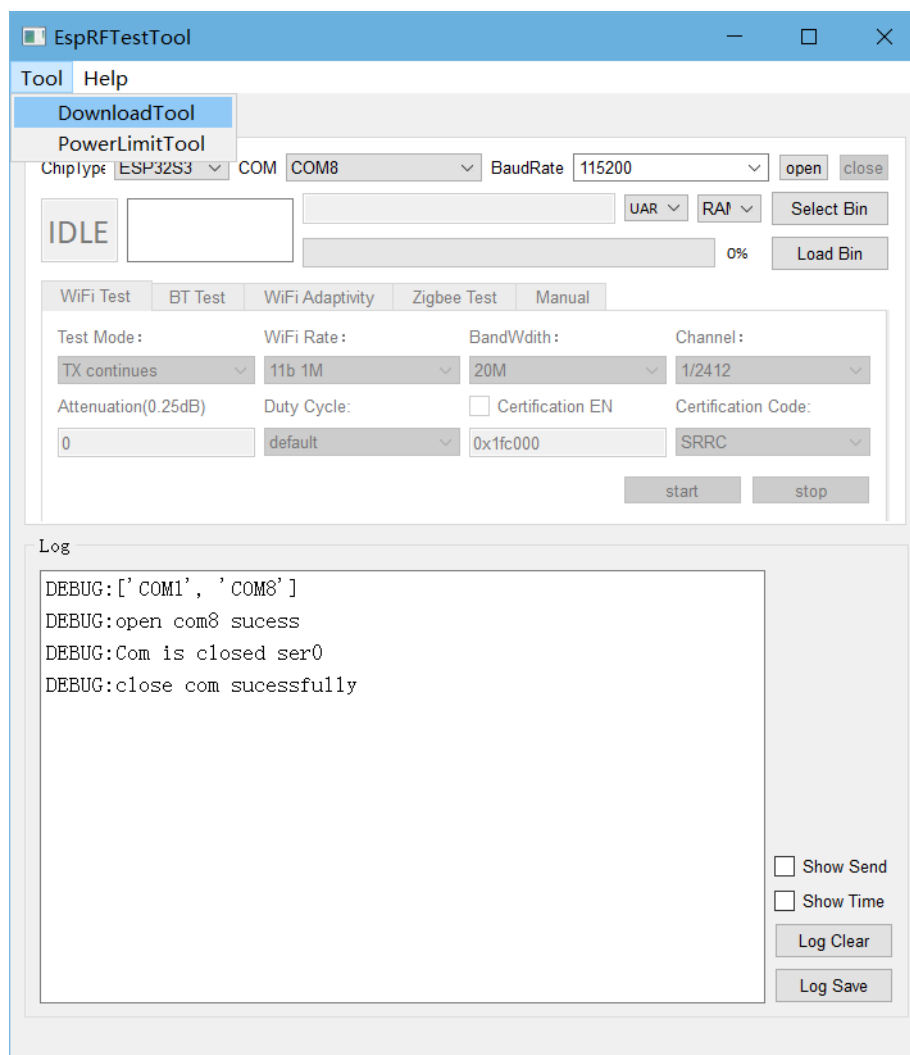 EspRFTestTool
Tool Help
DownloadTool
PowerLimitTool
ChipType ESP32S3 COM COM8 BaudRate 115200 open close
IDLE UAR RAM Select Bin
0% Load Bin
WiFi Test BT Test WiFi Adaptivity Zigbee Test Manual
Test Mode: WiFi Rate: BandWdith: Channel:
TX continues 11b 1M 20M 1/2412
Attenuation(0.25dB) Duty Cycle: Certification EN Certification Code:
0 default 0x1fc000 SRRC
start stop
Log
DEBUG:['COM1', 'COM8']
DEBUG:open com8 sucess
DEBUG:Com is closed ser0
DEBUG:close com sucessfully
Show Send
Show Time
Log Clear
Log Save